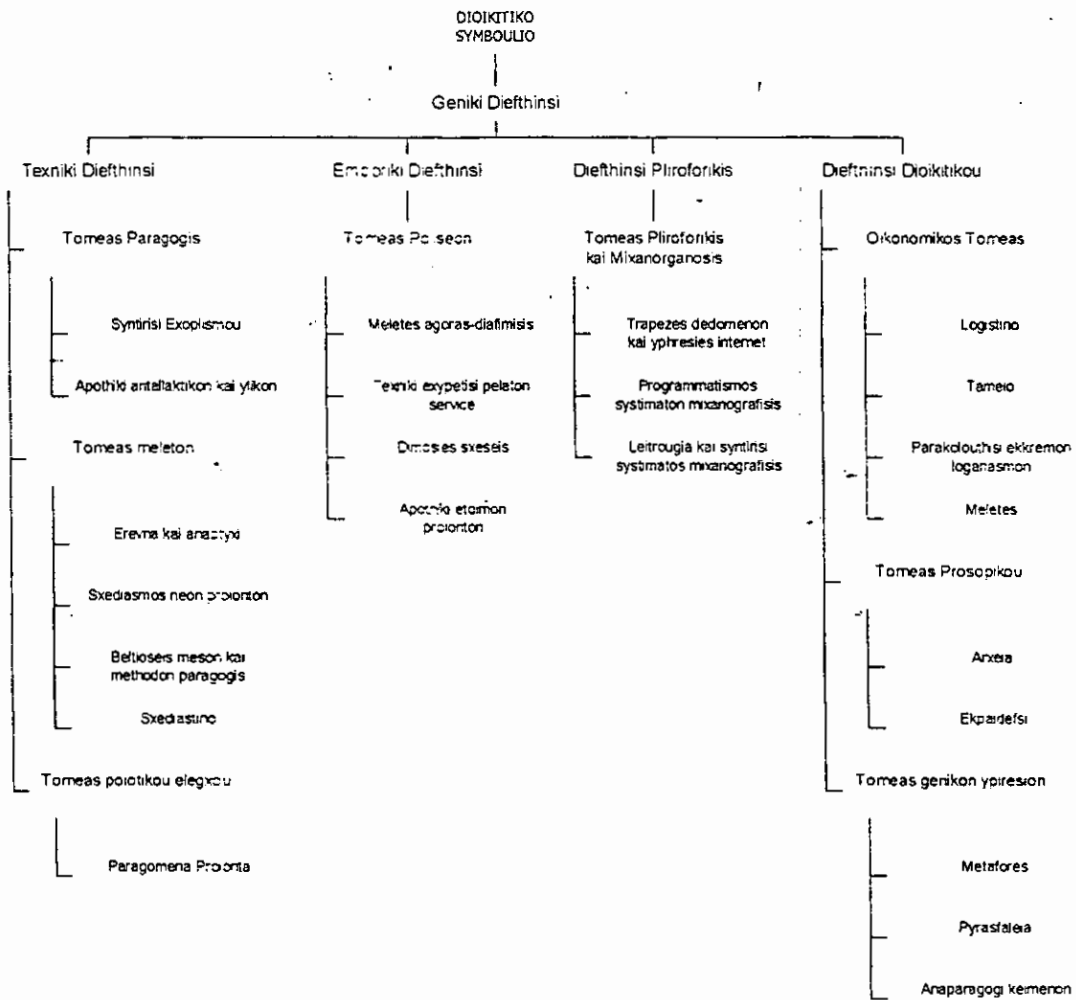 DIOIKITIKO
SYMBOULIO
Geniki Diefthinsi
Texniki Diefthinsi
Emporiki Diefthinsi
Diefthinsi Pliroforikis
Diefthinsi Dioikitikou
Tomeas Paragogis
Tomeas Poliseon
Tomeas Pliroforikis
kai Mixanorganosis
Oikonomikos Tomeas
Syntirisi Exoplismou
Apothiki antallaktikon kai ylikon
Meletes agoras-diafimisis
Texniki exypetisi pelaton
service
Dimosies sxeseis
Apothiki etoimon
proionton
Trapezes dedomenon
kai yphresies internet
Programmatismos
systimaton mixanografisis
Leitrougia kai syntirisi
systimatos mixanografisis
Logistirio
Tameio
Parakolouthisi ekkremon
logariasmon
Meletes
Tomeas meleton
Erevna kai anaptyxi
Sxediasmos neon proionton
Beltioseis meson kai
methodon paragogis
Sxediastirio
Tomeas Prosopikou
Arxeia
Ekpaidefsi
Tomeas poiotikou elegxou
Paragomena Proionta
Tomeas genikon ypiresion
Metafores
Pyrasfaleia
Anaparagogi keimenon